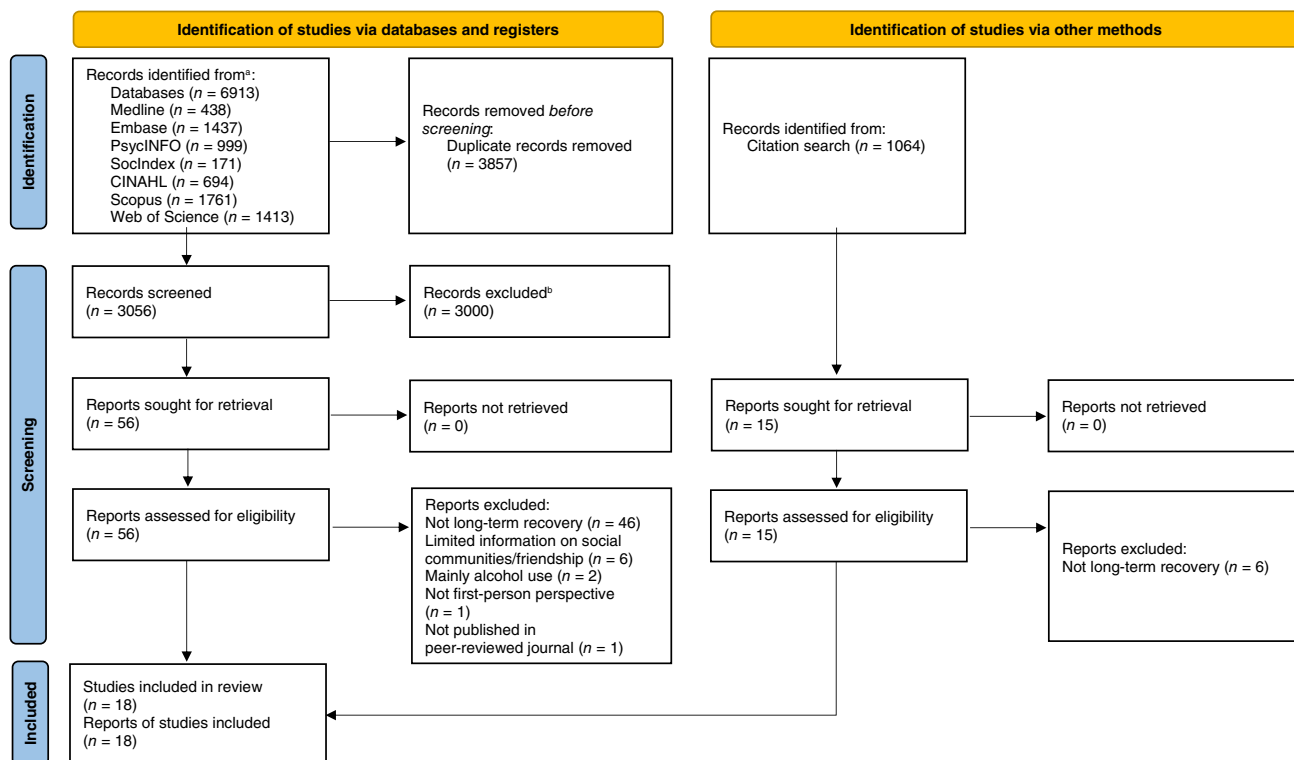 Identification of studies via databases and registers
Identification of studies via other methods
Identification
Records identified fromᵃ:
Databases (n = 6913)
Medline (n = 438)
Embase (n = 1437)
PsycINFO (n = 999)
SocIndex (n = 171)
CINAHL (n = 694)
Scopus (n = 1761)
Web of Science (n = 1413)
Records removed before
screening:
Duplicate records removed
(n = 3857)
Records identified from:
Citation search (n = 1064)
Screening
Records screened
(n = 3056)
Records excludedᵇ
(n = 3000)
Reports sought for retrieval
(n = 56)
Reports not retrieved
(n = 0)
Reports sought for retrieval
(n = 15)
Reports not retrieved
(n = 0)
Reports assessed for eligibility
(n = 56)
Reports excluded:
Not long-term recovery (n = 46)
Limited information on social
communities/friendship (n = 6)
Mainly alcohol use (n = 2)
Not first-person perspective
(n = 1)
Not published in
peer-reviewed journal (n = 1)
Reports assessed for eligibility
(n = 15)
Reports excluded:
Not long-term recovery (n = 6)
Included
Studies included in review
(n = 18)
Reports of studies included
(n = 18)